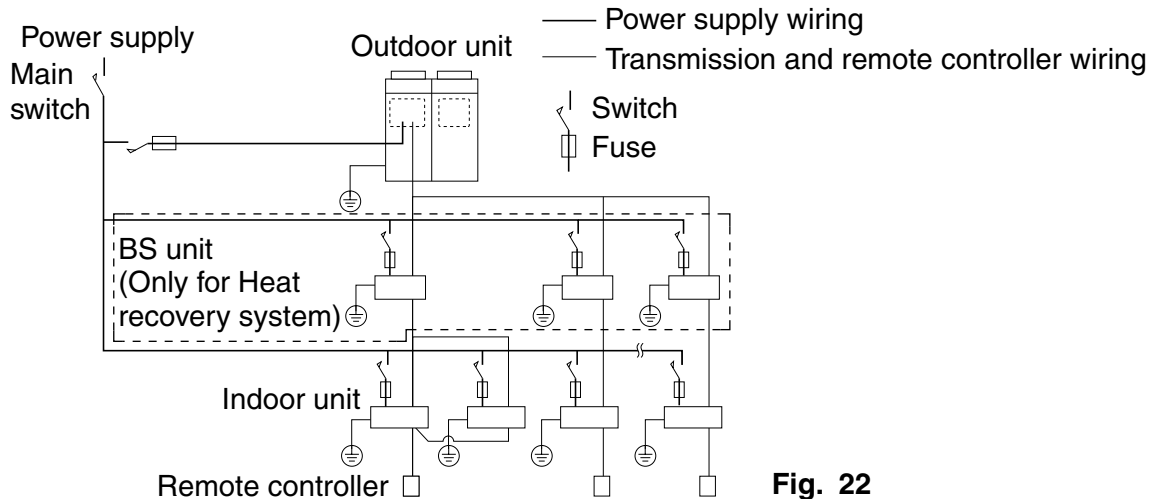 Power supply
Main
switch
Outdoor unit
Power supply wiring
Transmission and remote controller wiring
Switch
Fuse
BS unit
(Only for Heat
recovery system)
Indoor unit
Remote controller
Fig. 22